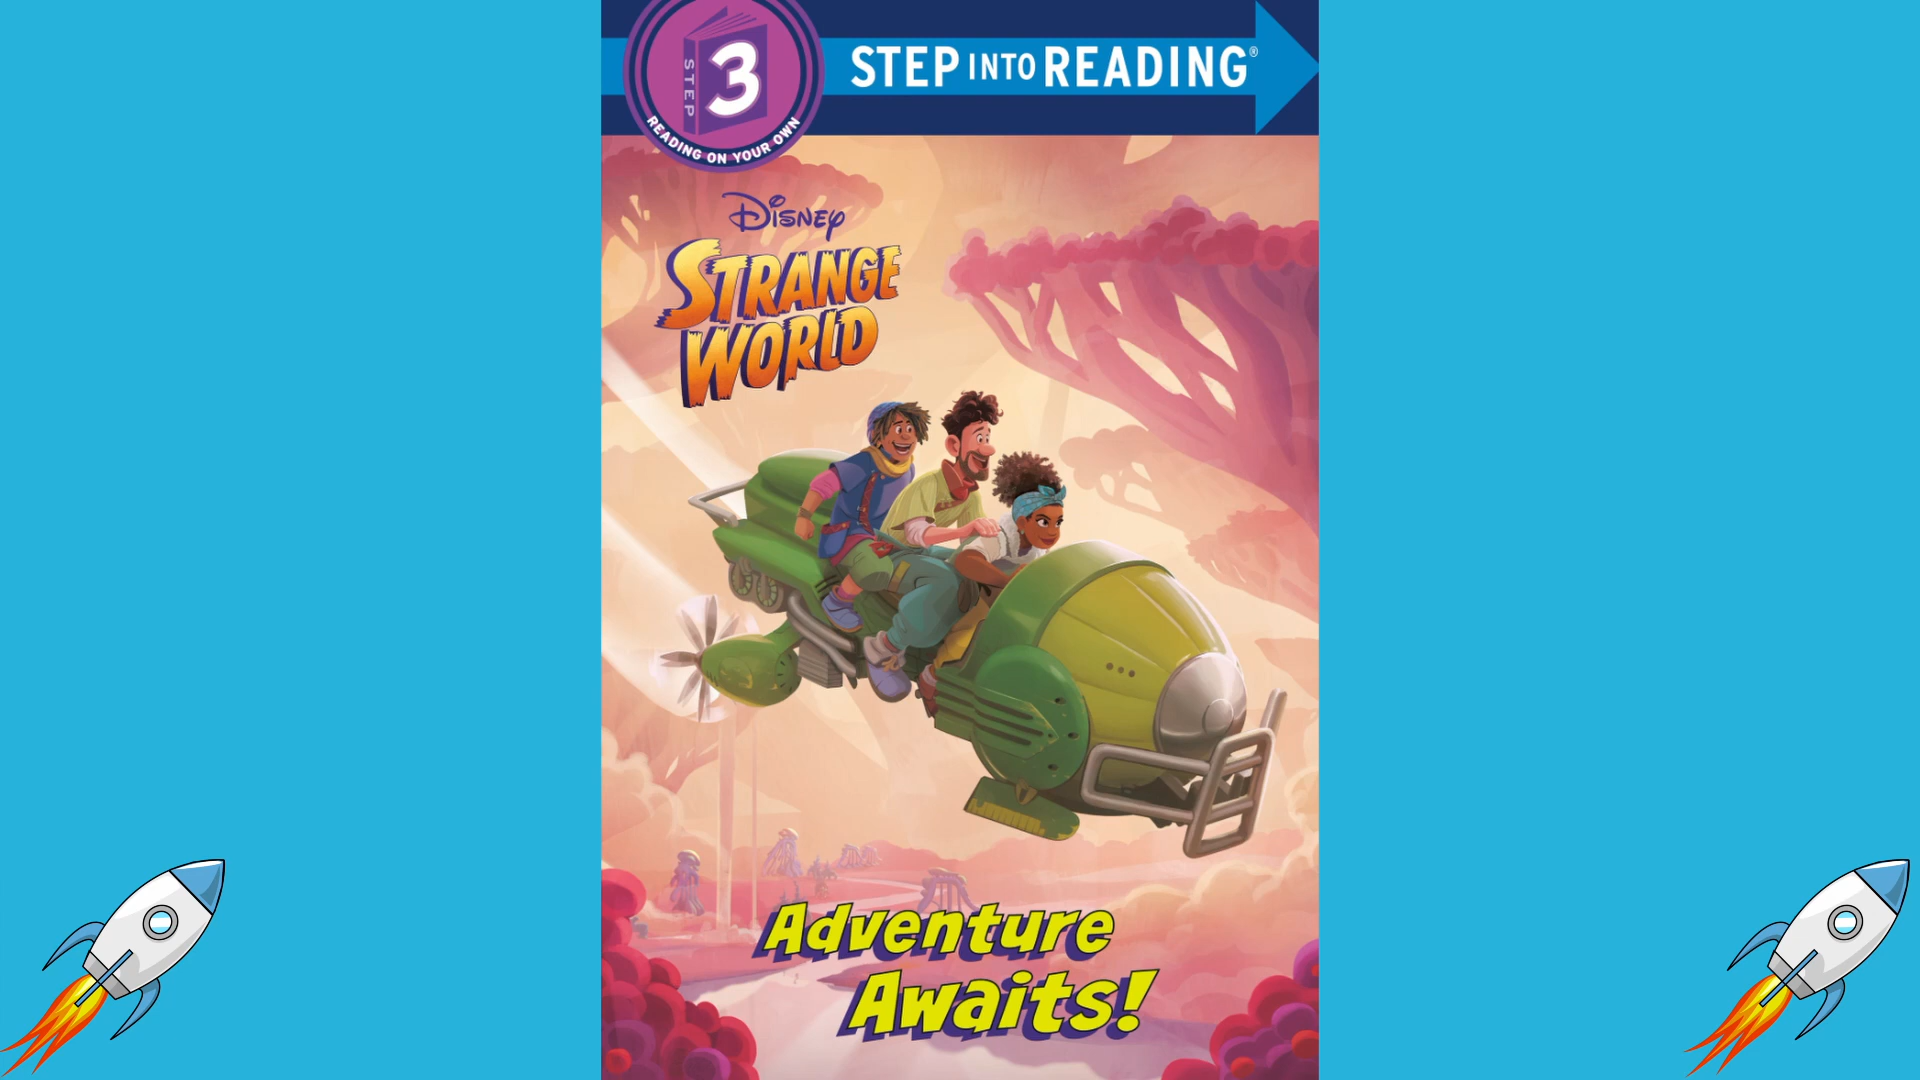 STEP
3
READING ON YOUR OWN
STEP INTO READING®
DISNEY
STRANGE
WORLD
Adventure
Awaits!